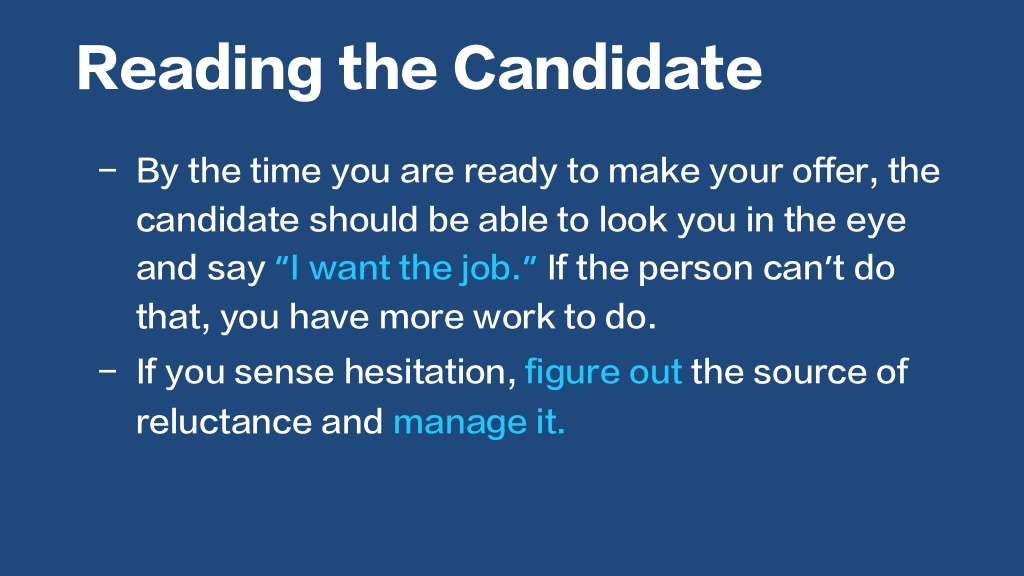 Reading the Candidate
– By the time you are ready to make your offer, the
candidate should be able to look you in the eye
and say “I want the job.” If the person can’t do
that, you have more work to do.
– If you sense hesitation, figure out the source of
reluctance and manage it.